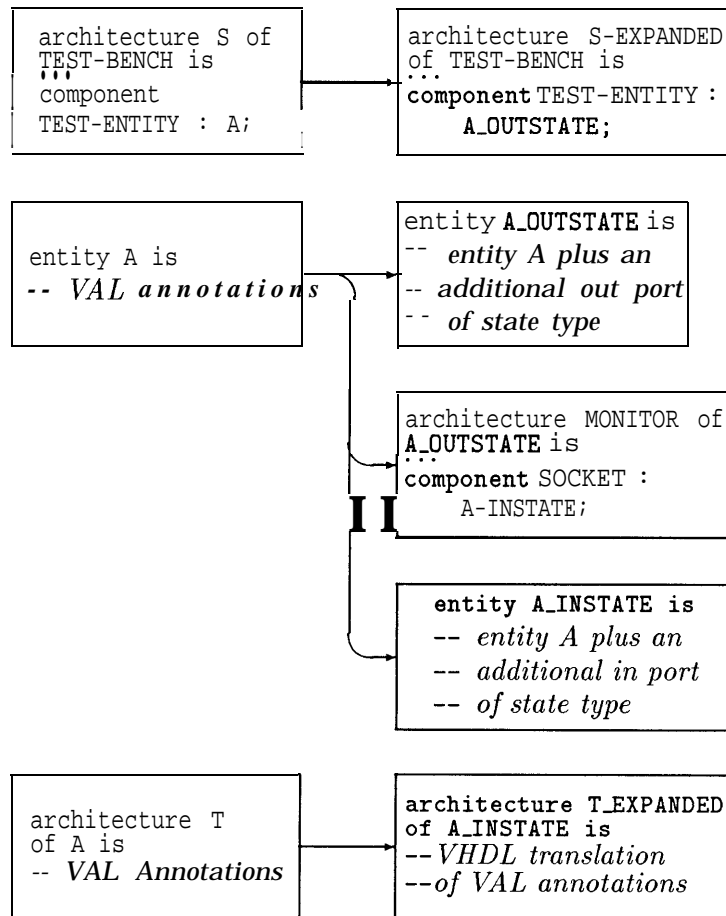 architecture S of
TEST-BENCH is
...
component
TEST-ENTITY : A;
architecture S-EXPANDED
of TEST-BENCH is
...
component TEST-ENTITY :
A_OUTSTATE;
entity A is
-- VAL annotations
entity A_OUTSTATE is
-- entity A plus an
-- additional out port
-- of state type
architecture MONITOR of
A_OUTSTATE is
...
component SOCKET :
A-INSTATE;
I I
entity A_INSTATE is
-- entity A plus an
-- additional in port
-- of state type
architecture T
of A is
-- VAL Annotations
architecture T_EXPANDED
of A_INSTATE is
--VHDL translation
--of VAL annotations